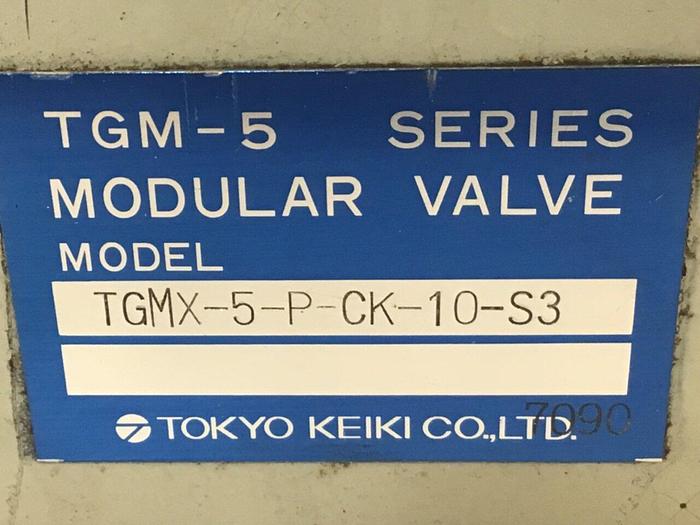 TGM-5 SERIES
MODULAR VALVE
MODEL
TGMX-5-P-CK-10-S3
TOKYO KEIKI CO.,LTD.
7090